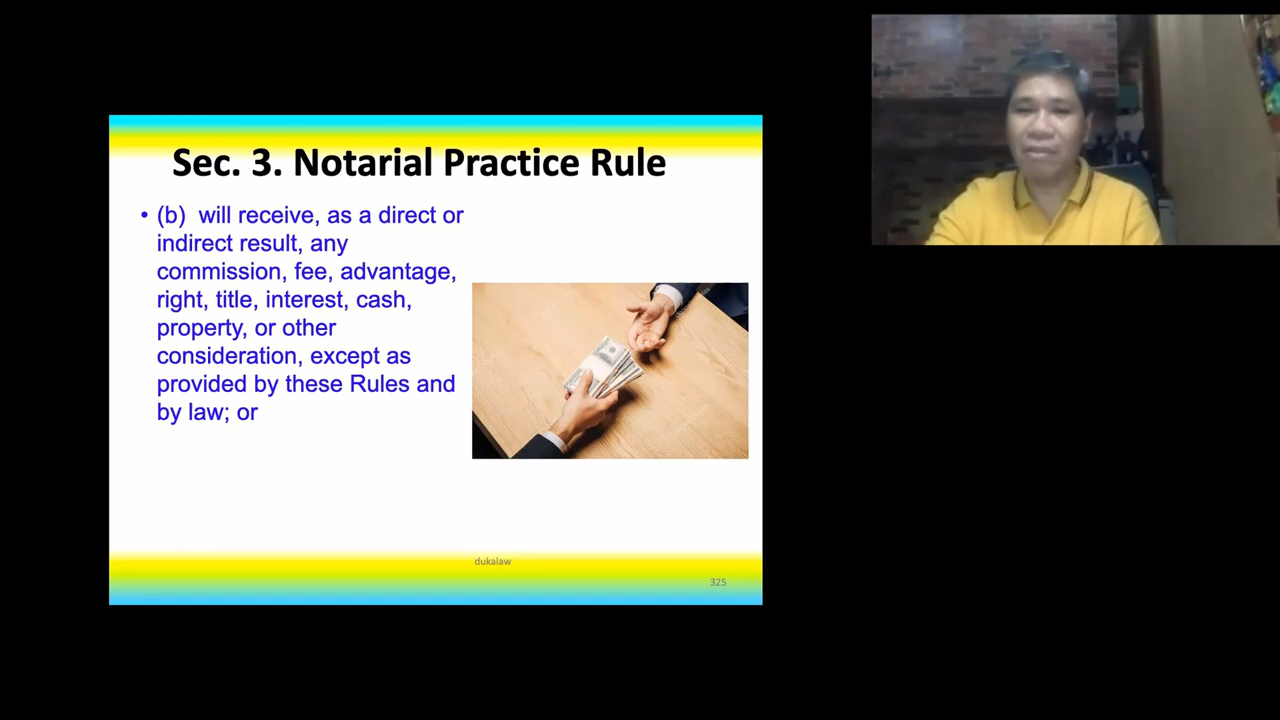 Sec. 3. Notarial Practice Rule
• (b) will receive, as a direct or
indirect result, any
commission, fee, advantage,
right, title, interest, cash,
property, or other
consideration, except as
provided by these Rules and
by law; or
dukalaw
325